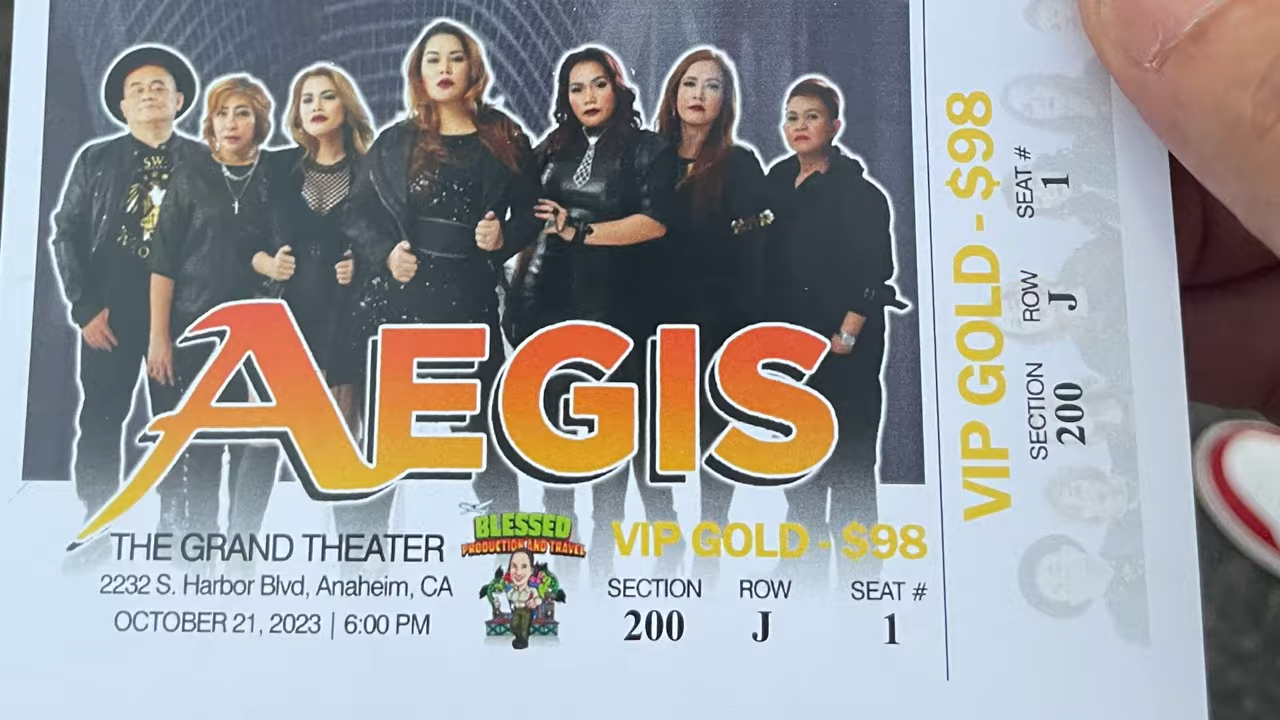 AEGIS
THE GRAND THEATER
2232 S. Harbor Blvd, Anaheim, CA
OCTOBER 21, 2023 | 6:00 PM
BLESSED
PRODUCTION AND TRAVEL
VIP GOLD - $98
SECTION ROW SEAT #
200 J 1
VIP GOLD - $98
SECTION ROW SEAT #
200 J 1